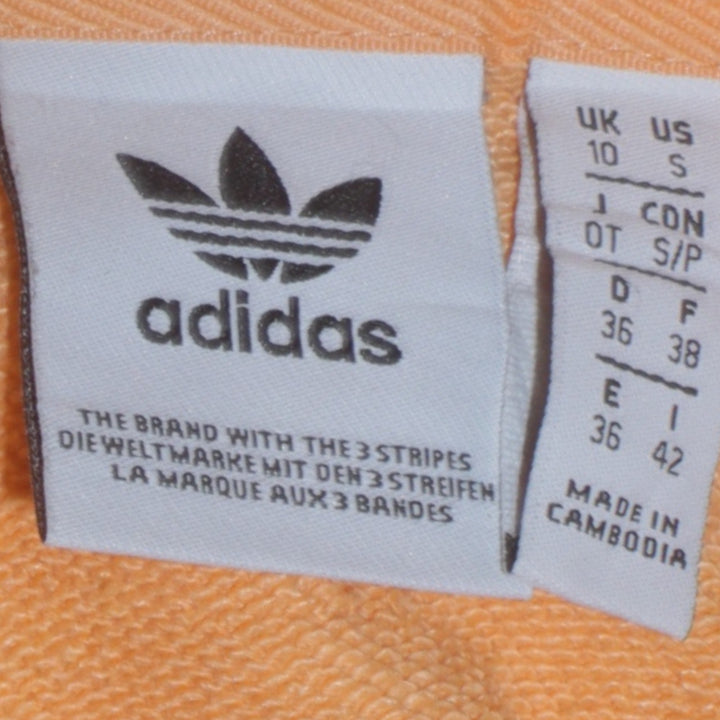 adidas
THE BRAND WITH THE 3 STRIPES
DIE WELTMARKE MIT DEN 3 STREIFEN
LA MARQUE AUX 3 BANDES
UK US
10 S
J CDN
OT S/P
D F
36 38
E I
36 42
MADE IN
CAMBODIA